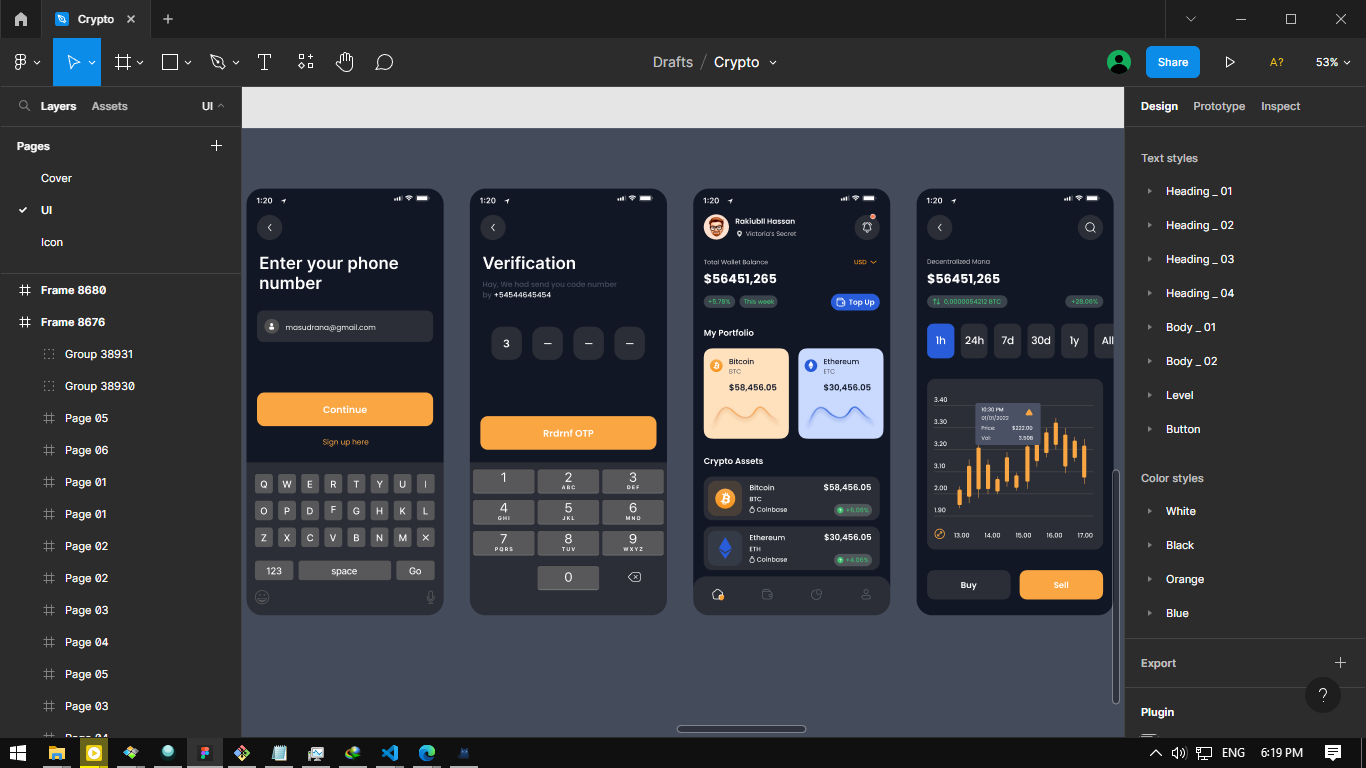 Crypto
Drafts / Crypto
Share
A?
53%
Layers Assets UI
Pages
Cover
UI
Icon
Frame 8680
Frame 8676
Group 38931
Group 38930
Page 05
Page 06
Page 01
Page 01
Page 02
Page 02
Page 03
Page 04
Page 05
Page 03
Page 04
1:20
Enter your phone
number
masudrana@gmail.com
Continue
Sign up here
Q W E R T Y U I
O P D F G H K L
Z X C V B N M
123 space Go
1:20
Verification
Hay, We had send you code number
by +54544645454
3 – – –
Rrdrnf OTP
1 2 ABC 3 DEF
4 GHI 5 JKL 6 MNO
7 PQRS 8 TUV 9 WXYZ
0
1:20
Rakiubll Hassan
Victoria's Secret
Total Wallet Balance USD
$56451,265
+5.78% This week Top Up
My Portfolio
Bitcoin
BTC
$58,456.05
Ethereum
ETC
$30,456.05
Crypto Assets
Bitcoin $58,456.05
BTC
Coinbase +4.06%
Ethereum $30,456.05
ETH
Coinbase +4.06%
1:20
Decentralized Mana
$56451,265
0,0000054212 BTC +28.06%
1h 24h 7d 30d 1y All
3.40
3.30
3.20
3.10
2.00
1.90
10:30 PM
01/01/2022
Price: $222.00
Vol: 3.50B
13.00 14.00 15.00 16.00 17.00
Buy Sell
Design Prototype Inspect
Text styles
Heading _ 01
Heading _ 02
Heading _ 03
Heading _ 04
Body _ 01
Body _ 02
Level
Button
Color styles
White
Black
Orange
Blue
Export
?
Plugin
ENG 6:19 PM